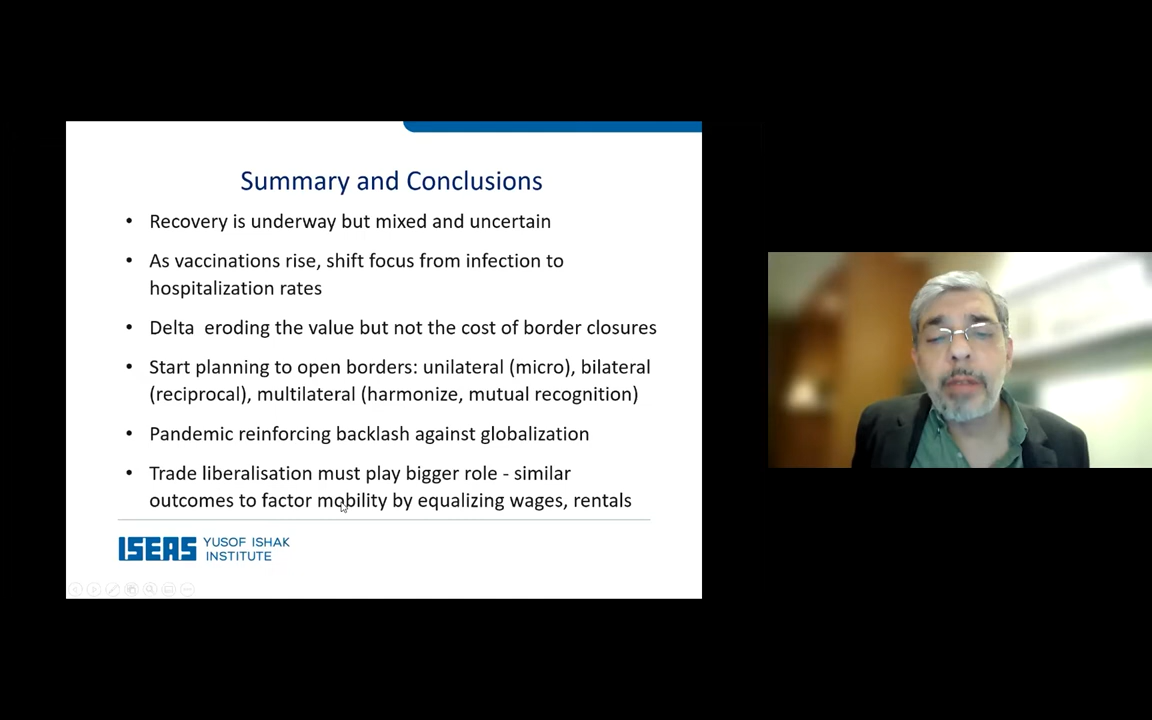 Summary and Conclusions
• Recovery is underway but mixed and uncertain
• As vaccinations rise, shift focus from infection to
hospitalization rates
• Delta eroding the value but not the cost of border closures
• Start planning to open borders: unilateral (micro), bilateral
(reciprocal), multilateral (harmonize, mutual recognition)
• Pandemic reinforcing backlash against globalization
• Trade liberalisation must play bigger role - similar
outcomes to factor mobility by equalizing wages, rentals
ISEAS YUSOF ISHAK
INSTITUTE